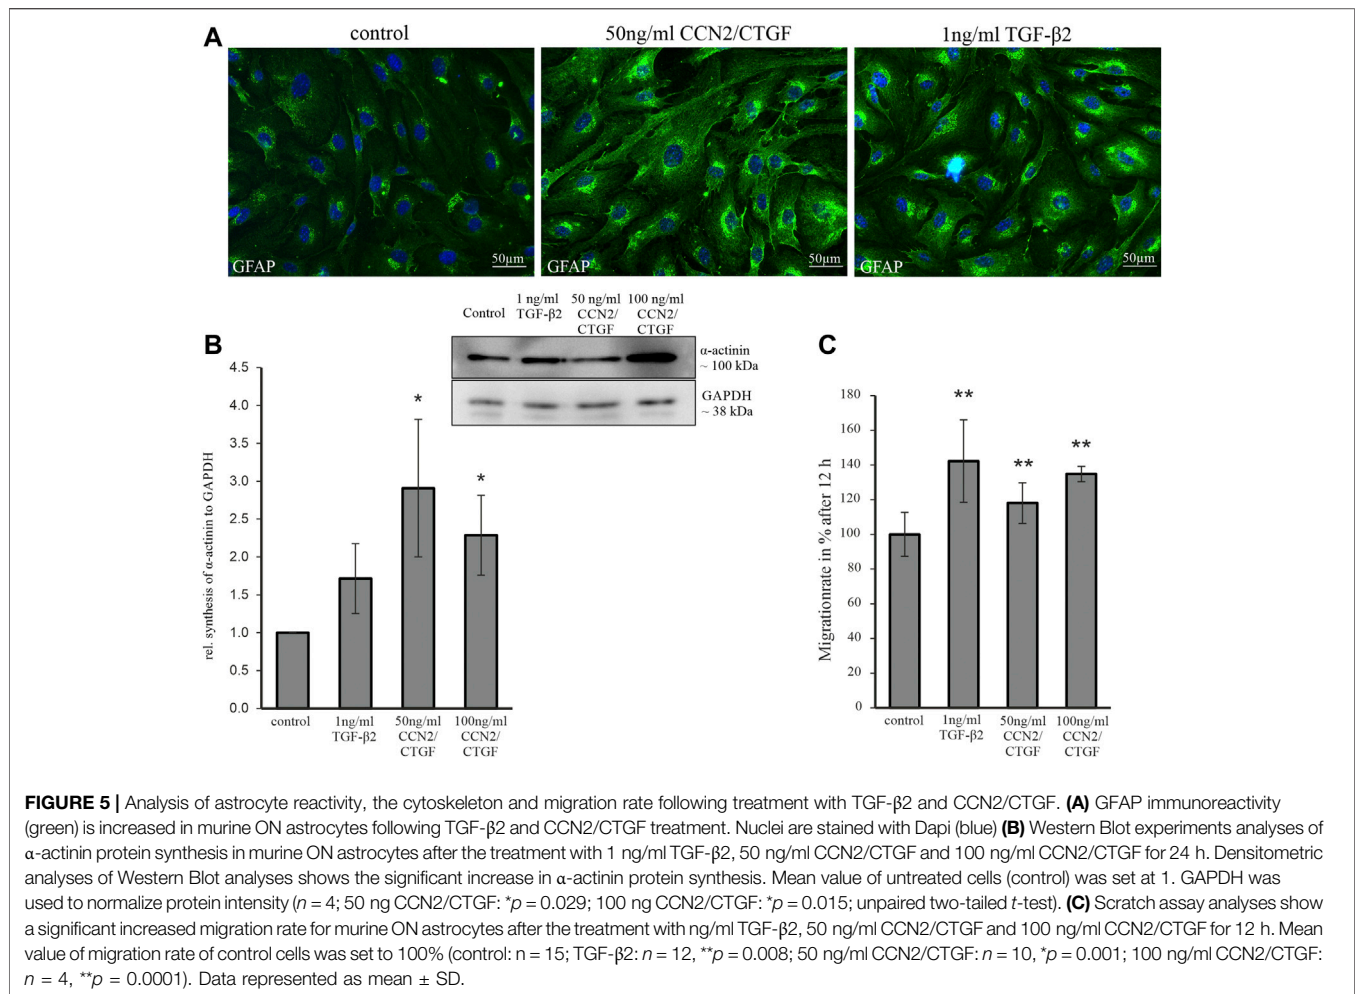 A
control
50ng/ml CCN2/CTGF
1ng/ml TGF-β2
GFAP
50µm
GFAP
50µm
GFAP
50µm
B
Control
1 ng/ml
TGF-β2
50 ng/ml
CCN2/
CTGF
100 ng/ml
CCN2/
CTGF
α-actinin
~ 100 kDa
GAPDH
~ 38 kDa
rel. synthesis of α-actinin to GAPDH
4.5
4.0
3.5
3.0
2.5
2.0
1.5
1.0
0.5
0.0
*
*
control
1ng/ml
TGF-β2
50ng/ml
CCN2/
CTGF
100ng/ml
CCN2/
CTGF
C
Migrationrate in % after 12 h
180
160
140
120
100
80
60
40
20
0
**
**
**
control
1ng/ml
TGF-β2
50ng/ml
CCN2/
CTGF
100ng/ml
CCN2/
CTGF
FIGURE 5 | Analysis of astrocyte reactivity, the cytoskeleton and migration rate following treatment with TGF-β2 and CCN2/CTGF. (A) GFAP immunoreactivity
(green) is increased in murine ON astrocytes following TGF-β2 and CCN2/CTGF treatment. Nuclei are stained with Dapi (blue) (B) Western Blot experiments analyses of
α-actinin protein synthesis in murine ON astrocytes after the treatment with 1 ng/ml TGF-β2, 50 ng/ml CCN2/CTGF and 100 ng/ml CCN2/CTGF for 24 h. Densitometric
analyses of Western Blot analyses shows the significant increase in α-actinin protein synthesis. Mean value of untreated cells (control) was set at 1. GAPDH was
used to normalize protein intensity (n = 4; 50 ng CCN2/CTGF: *p = 0.029; 100 ng CCN2/CTGF: *p = 0.015; unpaired two-tailed t-test). (C) Scratch assay analyses show
a significant increased migration rate for murine ON astrocytes after the treatment with ng/ml TGF-β2, 50 ng/ml CCN2/CTGF and 100 ng/ml CCN2/CTGF for 12 h. Mean
value of migration rate of control cells was set to 100% (control: n = 15; TGF-β2: n = 12, **p = 0.008; 50 ng/ml CCN2/CTGF: n = 10, *p = 0.001; 100 ng/ml CCN2/CTGF:
n = 4, **p = 0.0001). Data represented as mean ± SD.